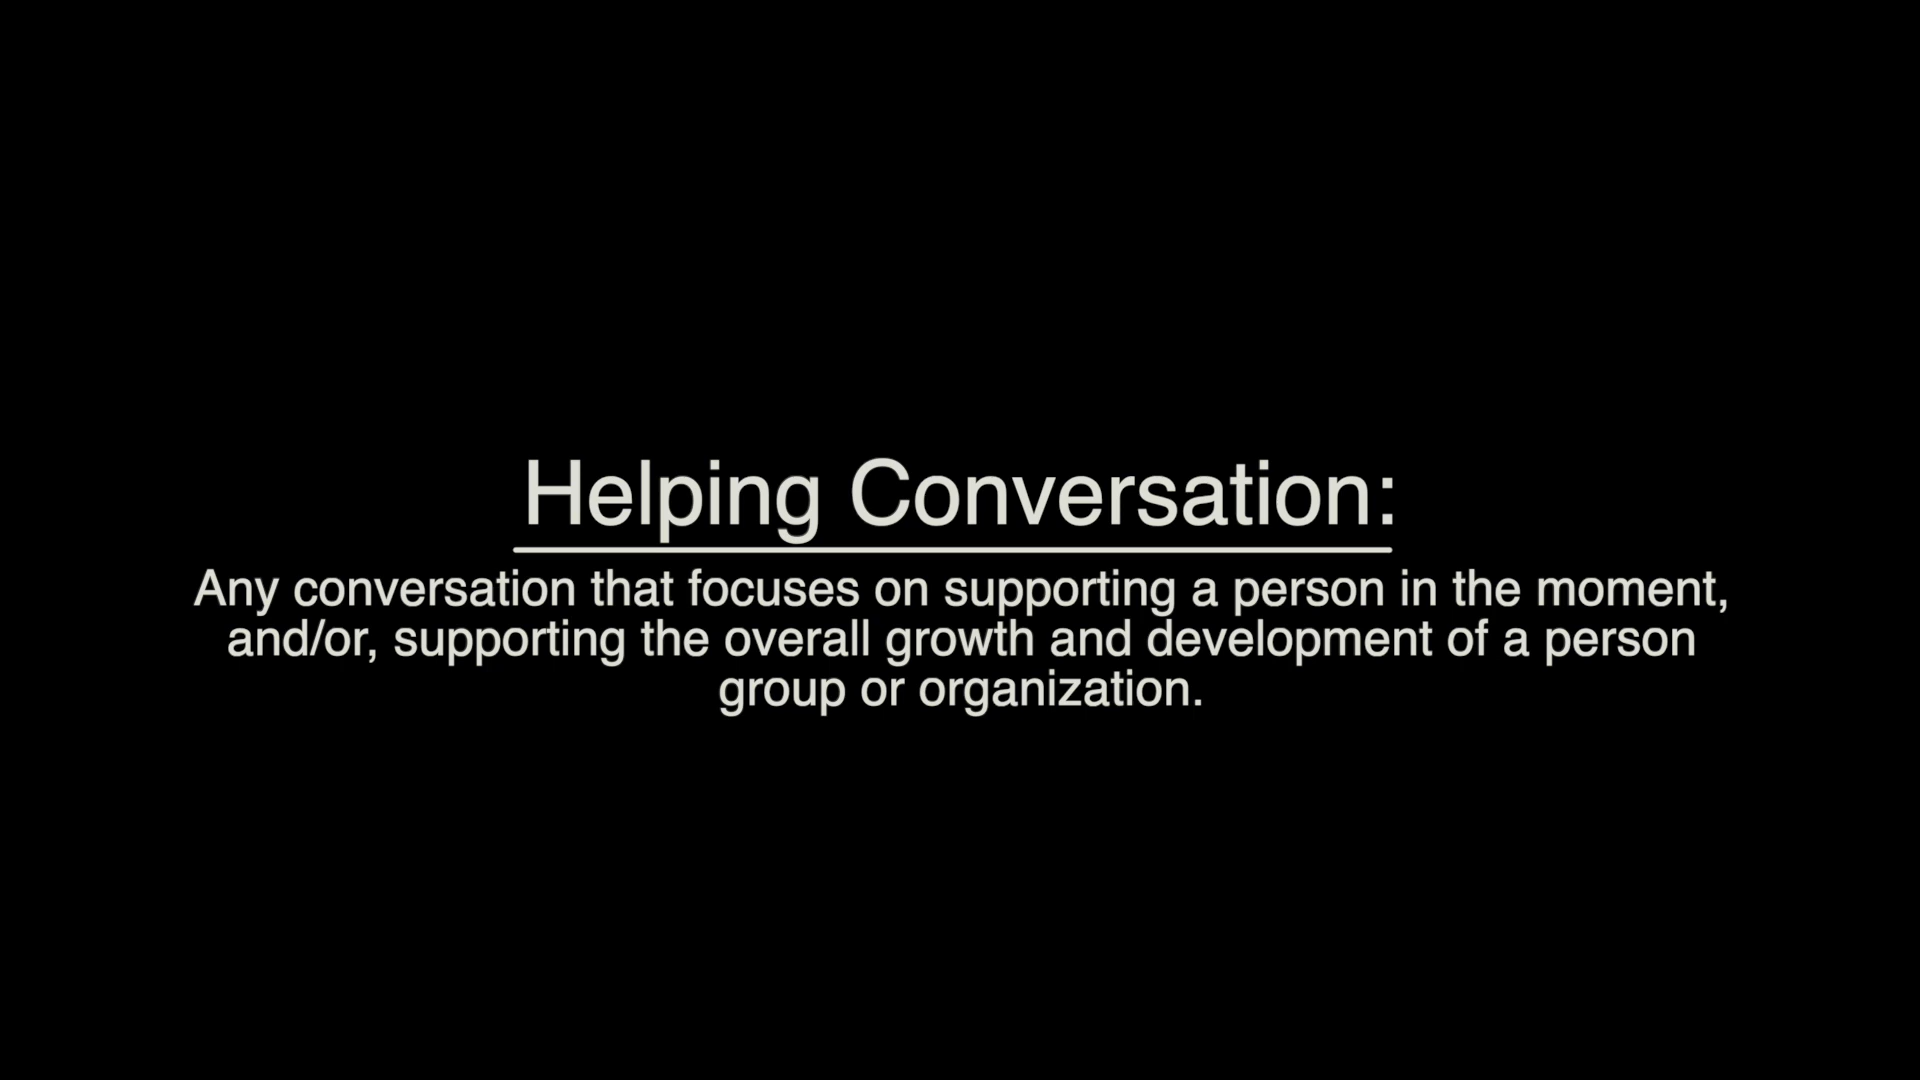 Helping Conversation:
Any conversation that focuses on supporting a person in the moment,
and/or, supporting the overall growth and development of a person
group or organization.